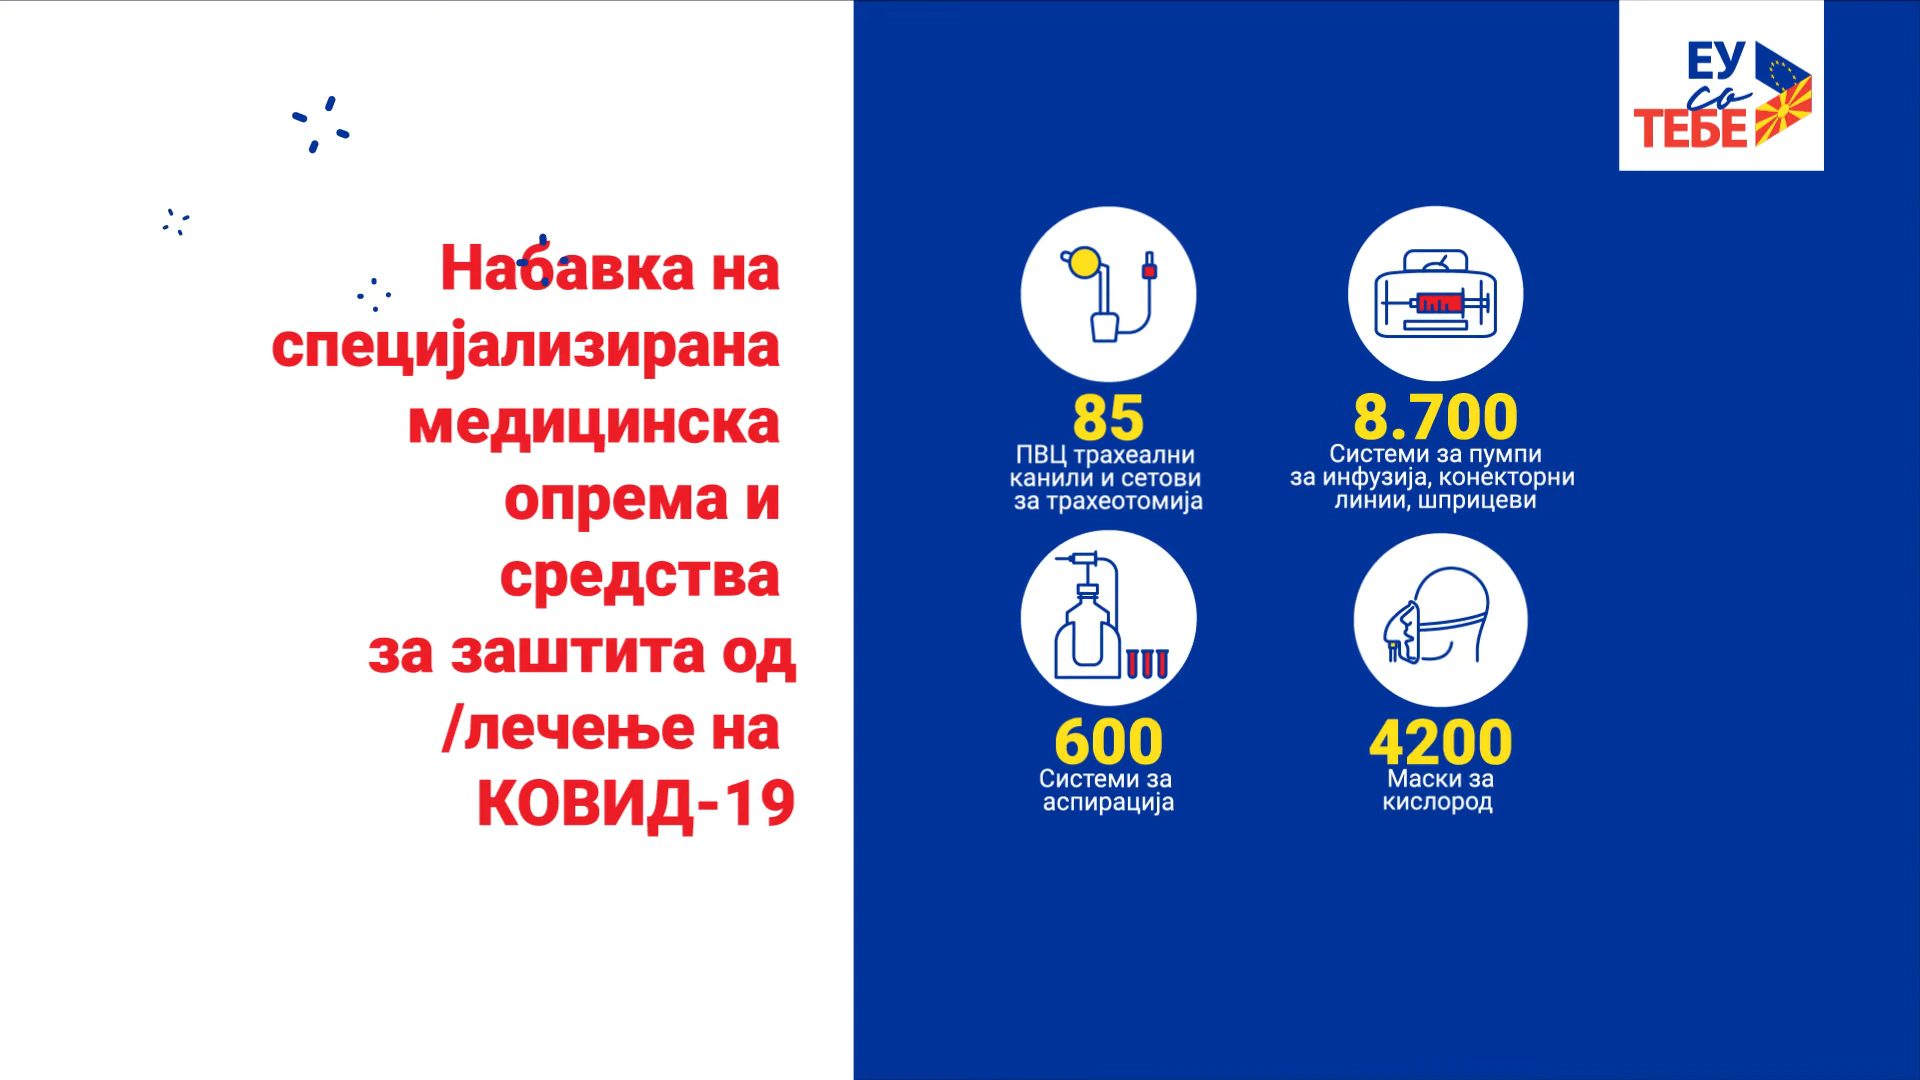 Набавка на
специјализирана
медицинска
опрема и
средства
за заштита од
/лечење на
КОВИД-19
ЕУ
со
ТЕБЕ
85
ПВЦ трахеални
канили и сетови
за трахеотомија
8.700
Системи за пумпи
за инфузија, конекторни
линии, шприцеви
600
Системи за
аспирација
4200
Маски за
кислород